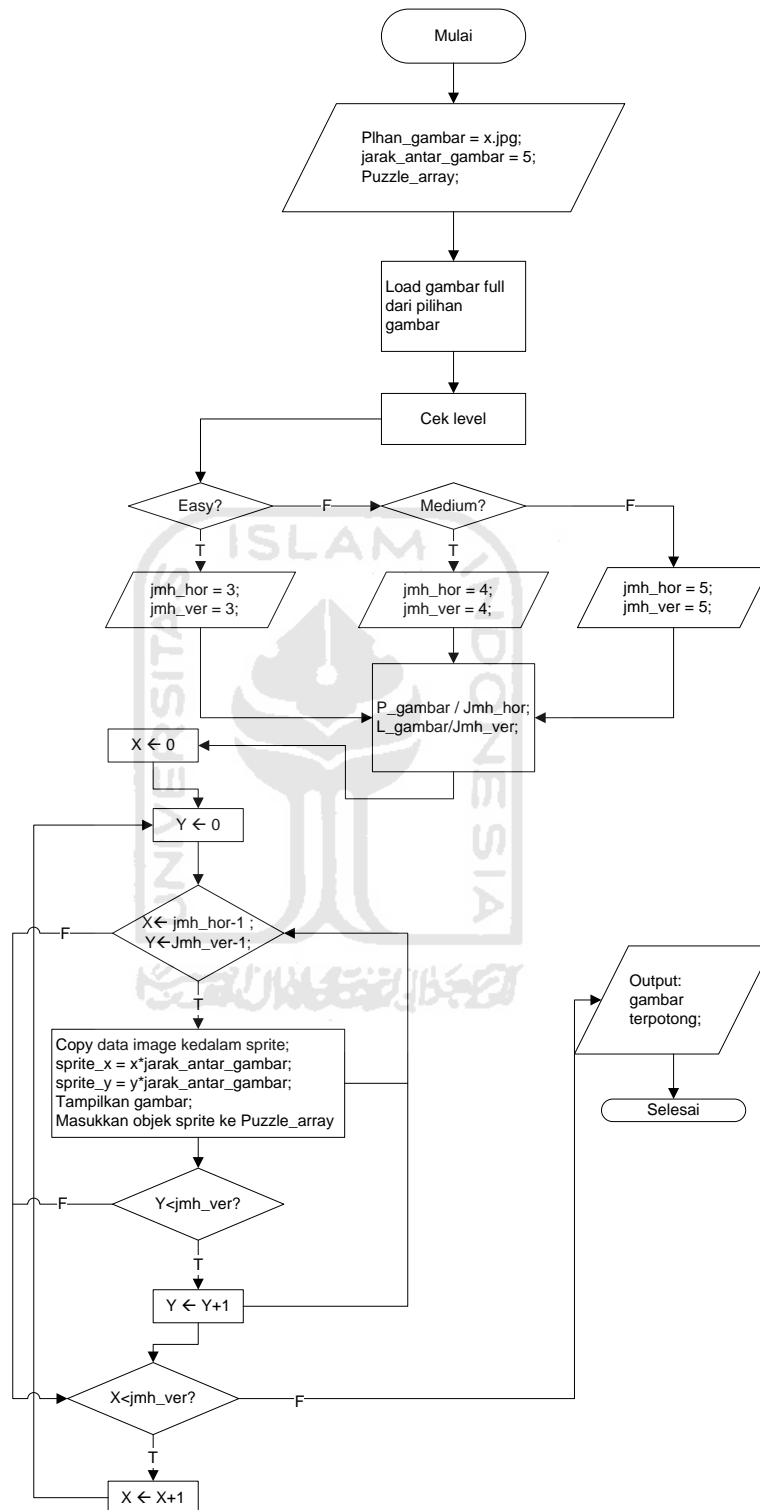 Mulai
Plhan_gambar = x.jpg;
jarak_antar_gambar = 5;
Puzzle_array;
Load gambar full
dari pilihan
gambar
Cek level
Easy?
F
Medium?
F
T
T
jmh_hor = 3;
jmh_ver = 3;
jmh_hor = 4;
jmh_ver = 4;
jmh_hor = 5;
jmh_ver = 5;
P_gambar / Jmh_hor;
L_gambar/Jmh_ver;
X ← 0
Y ← 0
X← jmh_hor-1 ;
Y←Jmh_ver-1;
F
T
Copy data image kedalam sprite;
sprite_x = x*jarak_antar_gambar;
sprite_y = y*jarak_antar_gambar;
Tampilkan gambar;
Masukkan objek sprite ke Puzzle_array
Output:
gambar
terpotong;
Selesai
Y<jmh_ver?
F
T
Y ← Y+1
X<jmh_ver?
F
T
X ← X+1
UNIVERSITAS
ISLAM
INDONESIA